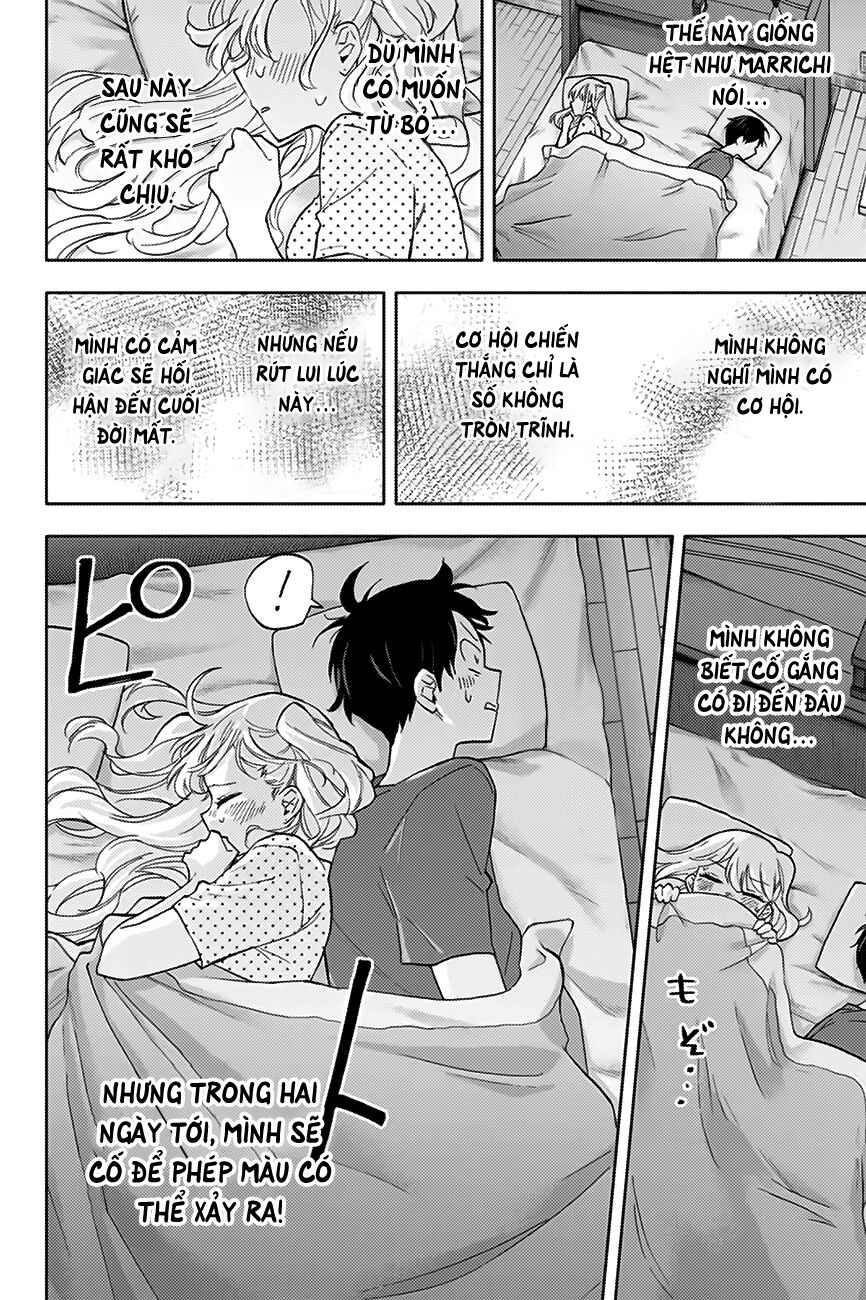 THẾ NÀY GIỐNG
HỆT NHƯ MARRICHI
NÓI...
DÙ MÌNH
CÓ MUỐN
TỪ BỎ...
SAU NÀY
CŨNG SẼ
RẤT KHÓ
CHỊU.
MÌNH KHÔNG
NGHĨ MÌNH CÓ
CƠ HỘI.
CƠ HỘI CHIẾN
THẮNG CHỈ LÀ
SỐ KHÔNG
TRÒN TRĨNH.
NHƯNG NẾU
RÚT LUI LÚC
NÀY...
MÌNH CÓ CẢM
GIÁC SẼ HỐI
HẬN ĐẾN CUỐI
ĐỜI MẤT.
MÌNH KHÔNG
BIẾT CỐ GẮNG
CÓ ĐI ĐẾN ĐÂU
KHÔNG...
もぞ…
!
ピト
NHƯNG TRONG HAI
NGÀY TỚI, MÌNH SẼ
CỐ ĐỂ PHÉP MÀU CÓ
THỂ XẢY RA!